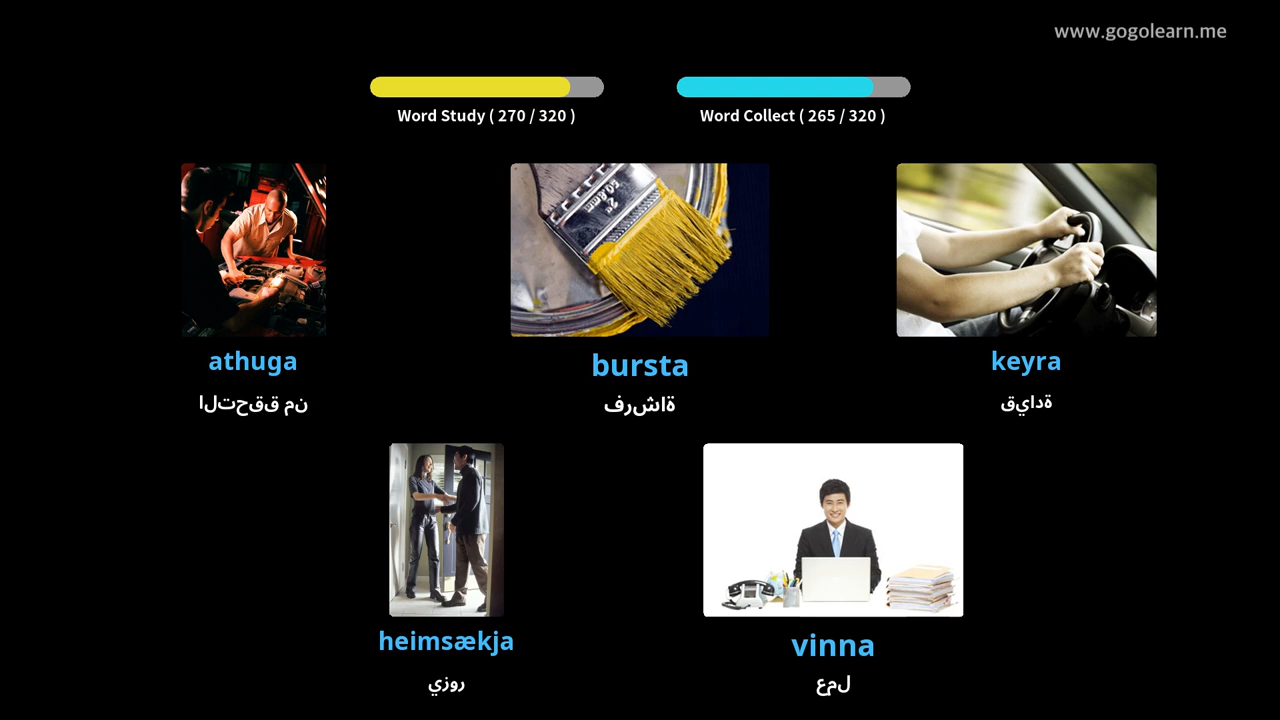 www.gogolearn.me
Word Study ( 270 / 320 )
Word Collect ( 265 / 320 )
athuga
bursta
keyra
التحقق من
فرشاة
قيادة
heimsækja
vinna
يزور
عمل